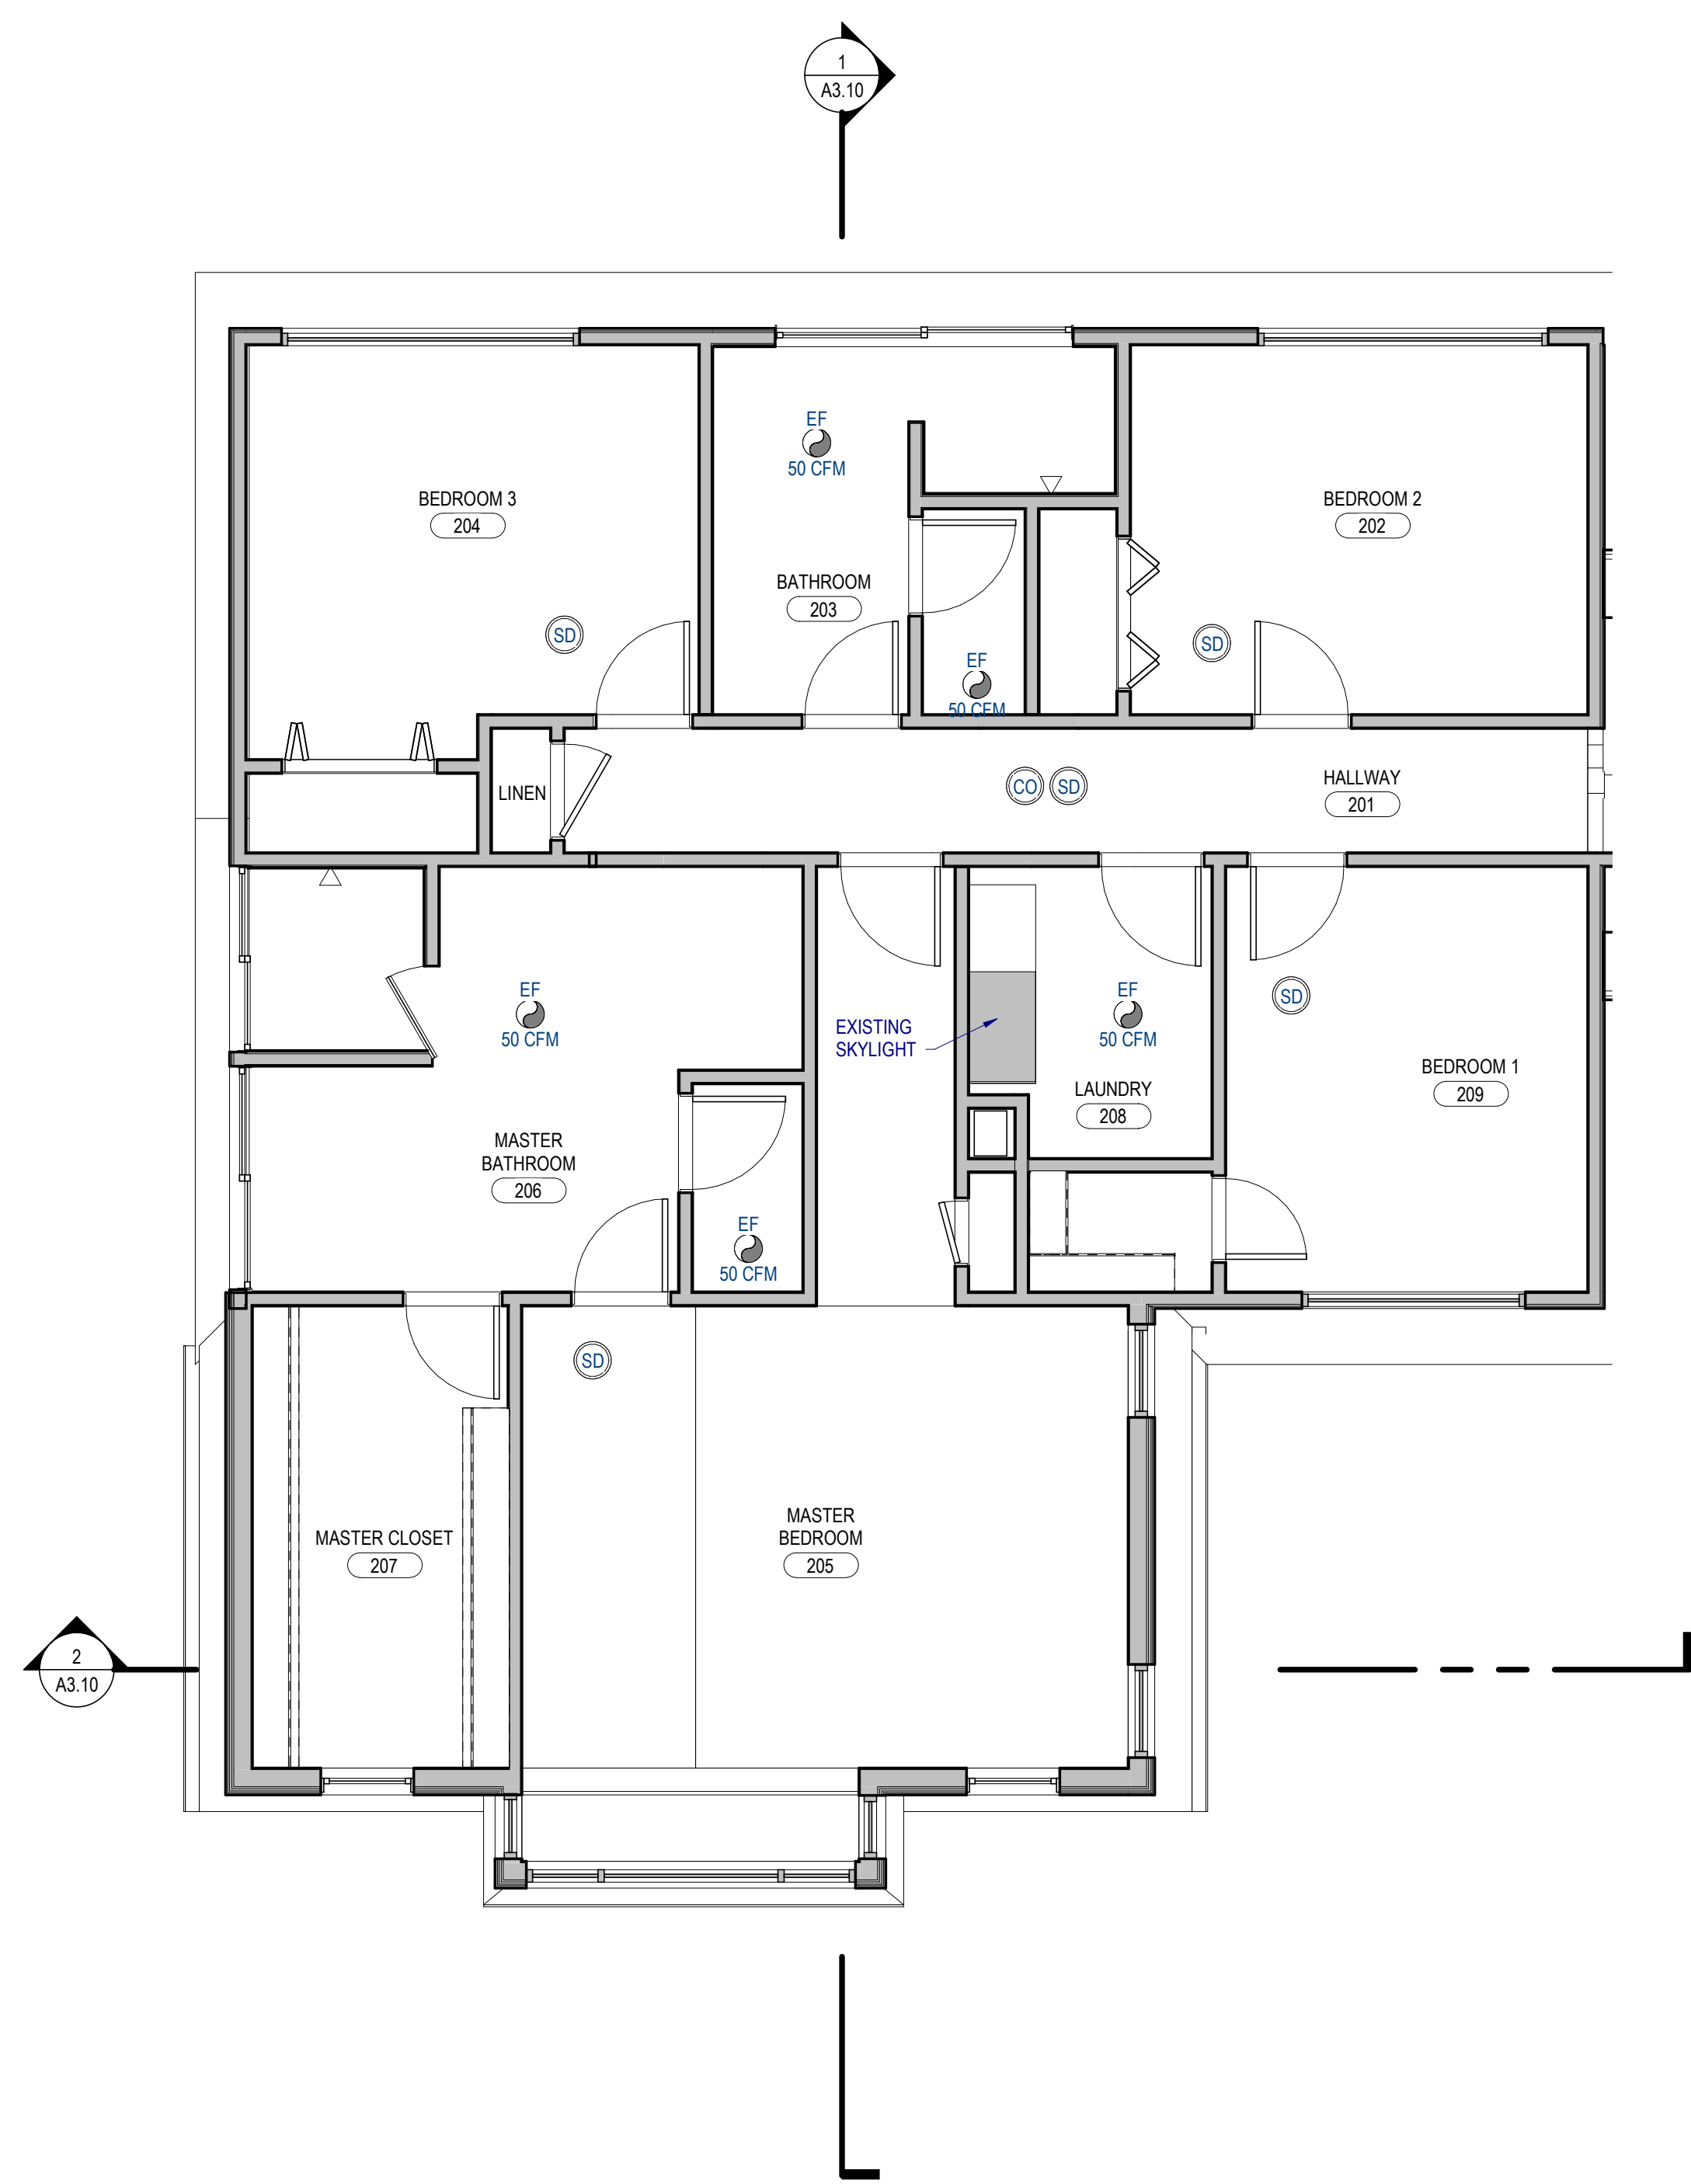 1
A3.10
EF
50 CFM
BEDROOM 3
204
BEDROOM 2
202
BATHROOM
203
SD
SD
EF
50 CFM
LINEN
CO
SD
HALLWAY
201
EF
50 CFM
EXISTING
SKYLIGHT
EF
50 CFM
SD
LAUNDRY
208
BEDROOM 1
209
MASTER
BATHROOM
206
EF
50 CFM
SD
MASTER CLOSET
207
MASTER
BEDROOM
205
2
A3.10